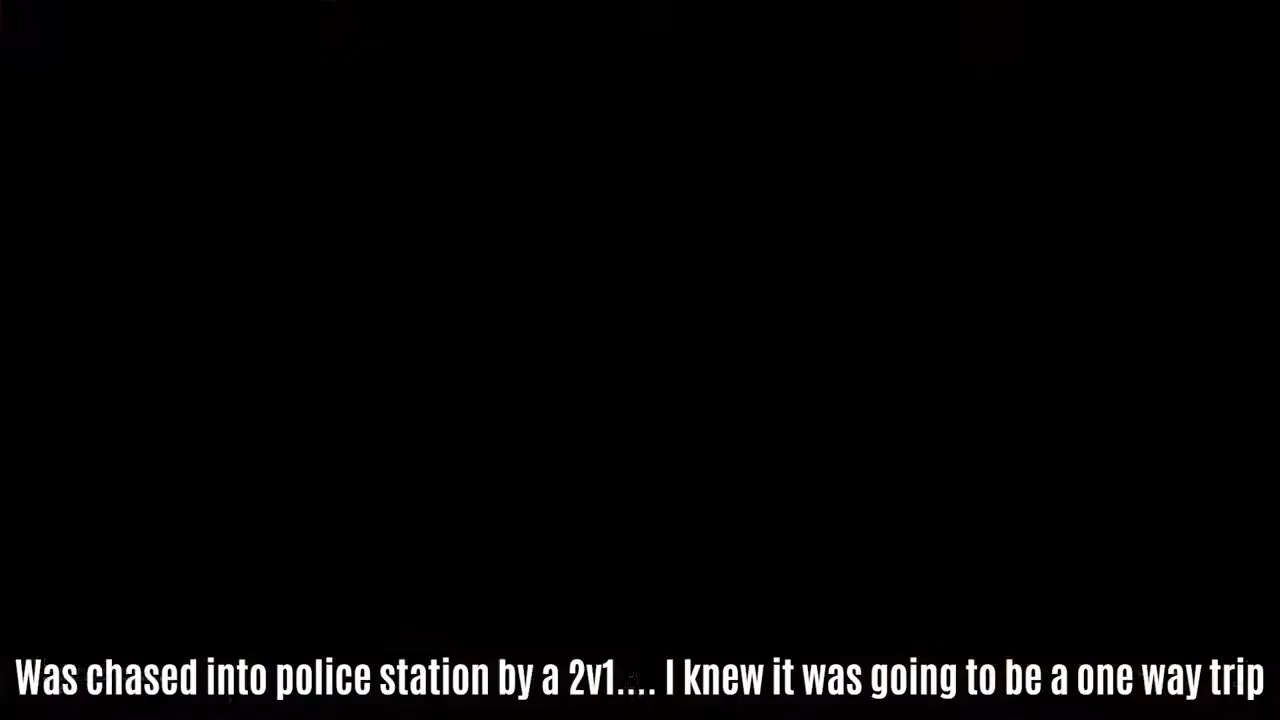 Was chased into police station by a 2v1.... I knew it was going to be a one way trip